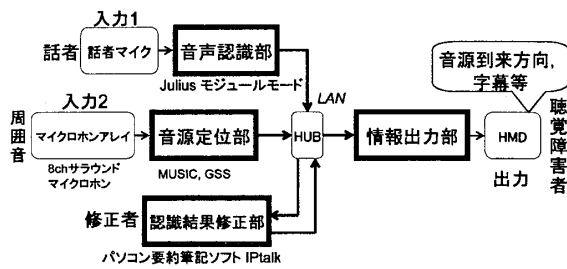 入力1
話者
話者マイク
音声認識部
Julius モジュールモード
LAN
音源到来方向,
字幕等
入力2
周囲音
マイクロホンアレイ
8chサラウンド
マイクロホン
音源定位部
MUSIC, GSS
HUB
情報出力部
HMD
出力
聴覚障害者
修正者
認識結果修正部
パソコン要約筆記ソフト IPtalk